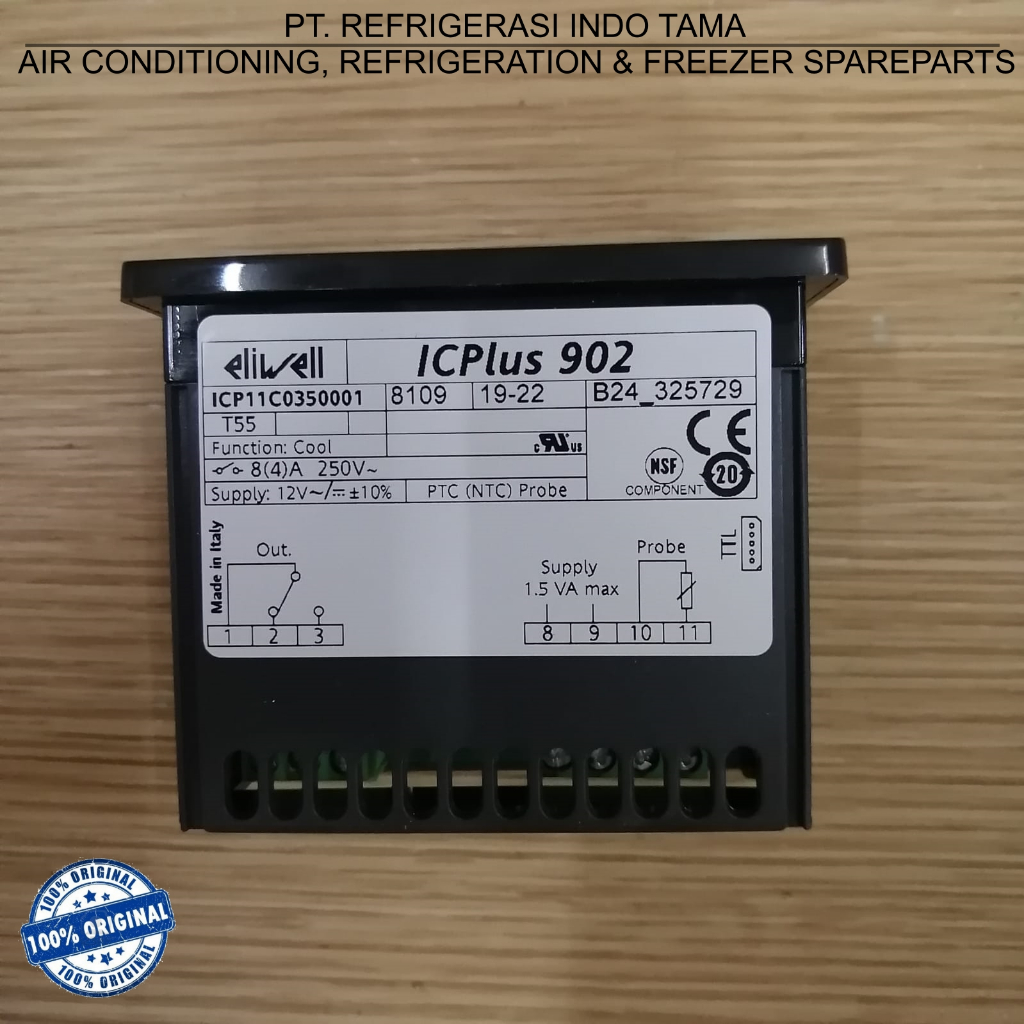 PT. REFRIGERASI INDO TAMA
AIR CONDITIONING, REFRIGERATION & FREEZER SPAREPARTS
eliwell
ICPlus 902
ICP11C0350001 8109 19-22 B24_325729
T55
Function: Cool
c RU us
CE
8(4)A 250V~
NSF
COMPONENT
20
Supply: 12V~/⎓ ±10% PTC (NTC) Probe
Made in Italy
Out.
Supply
1.5 VA max
Probe
TTL
1 2 3 8 9 10 11
100% ORIGINAL
100% ORIGINAL
100% ORIGINAL